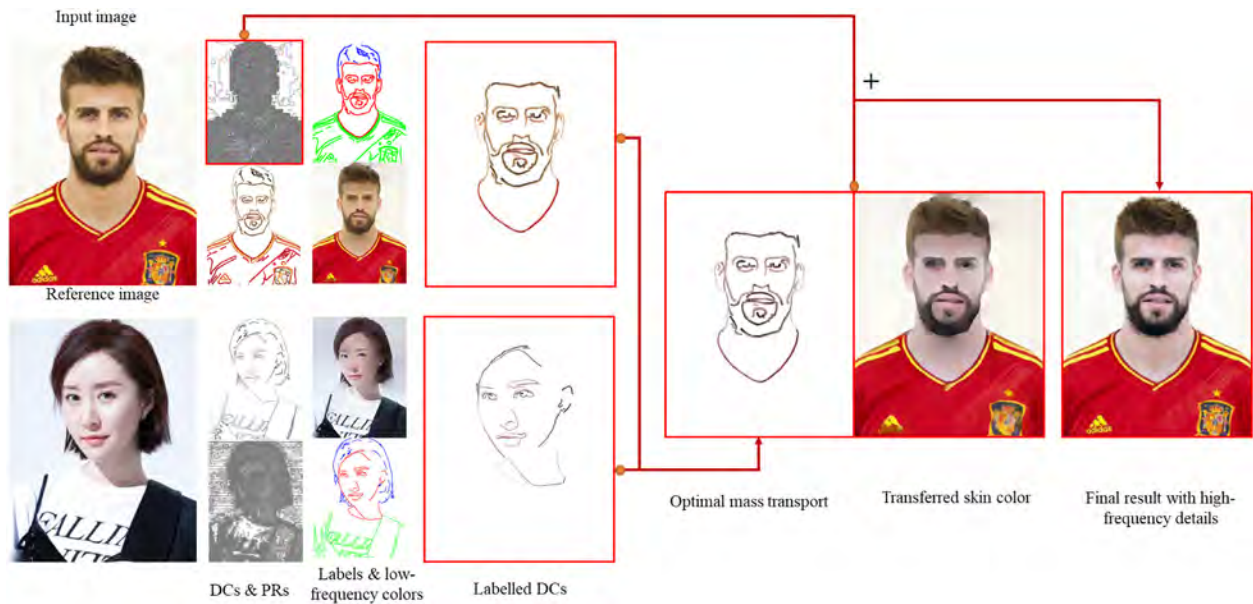 Input image
+
adidas
Reference image
adidas
adidas
FALLIN
Optimal mass transport
Transferred skin color
Final result with high-
frequency details
DCs & PRs
Labels & low-
frequency colors
Labelled DCs